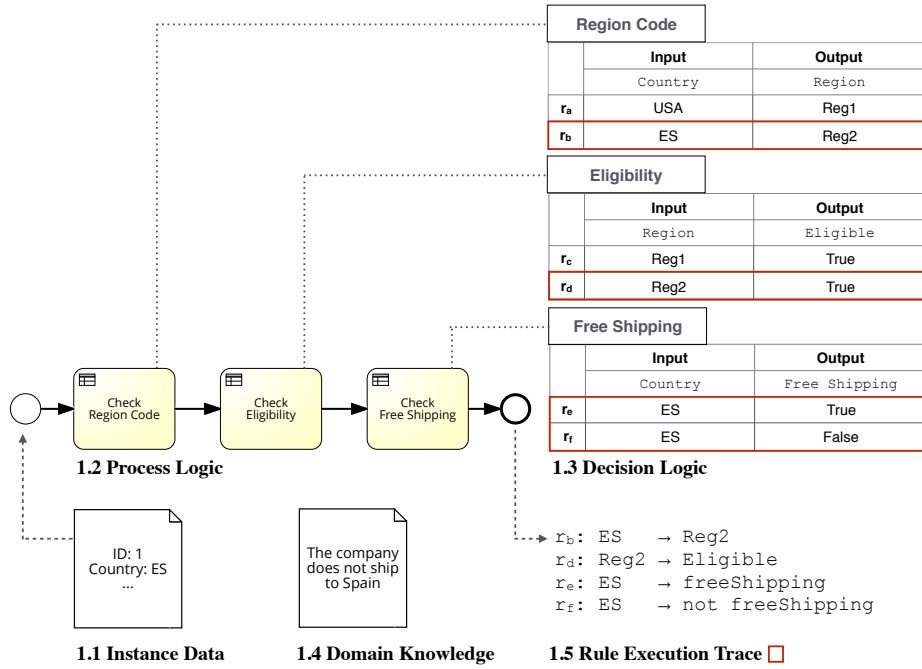 Region Code
Input Output
Country Region
ra USA Reg1
rb ES Reg2
Eligibility
Input Output
Region Eligible
rc Reg1 True
rd Reg2 True
Free Shipping
Input Output
Country Free Shipping
re ES True
rf ES False
Check
Region Code
Check
Eligibility
Check
Free Shipping
1.2 Process Logic
1.3 Decision Logic
ID: 1
Country: ES
...
The company
does not ship
to Spain
rb: ES → Reg2
rd: Reg2 → Eligible
re: ES → freeShipping
rf: ES → not freeShipping
1.1 Instance Data
1.4 Domain Knowledge
1.5 Rule Execution Trace